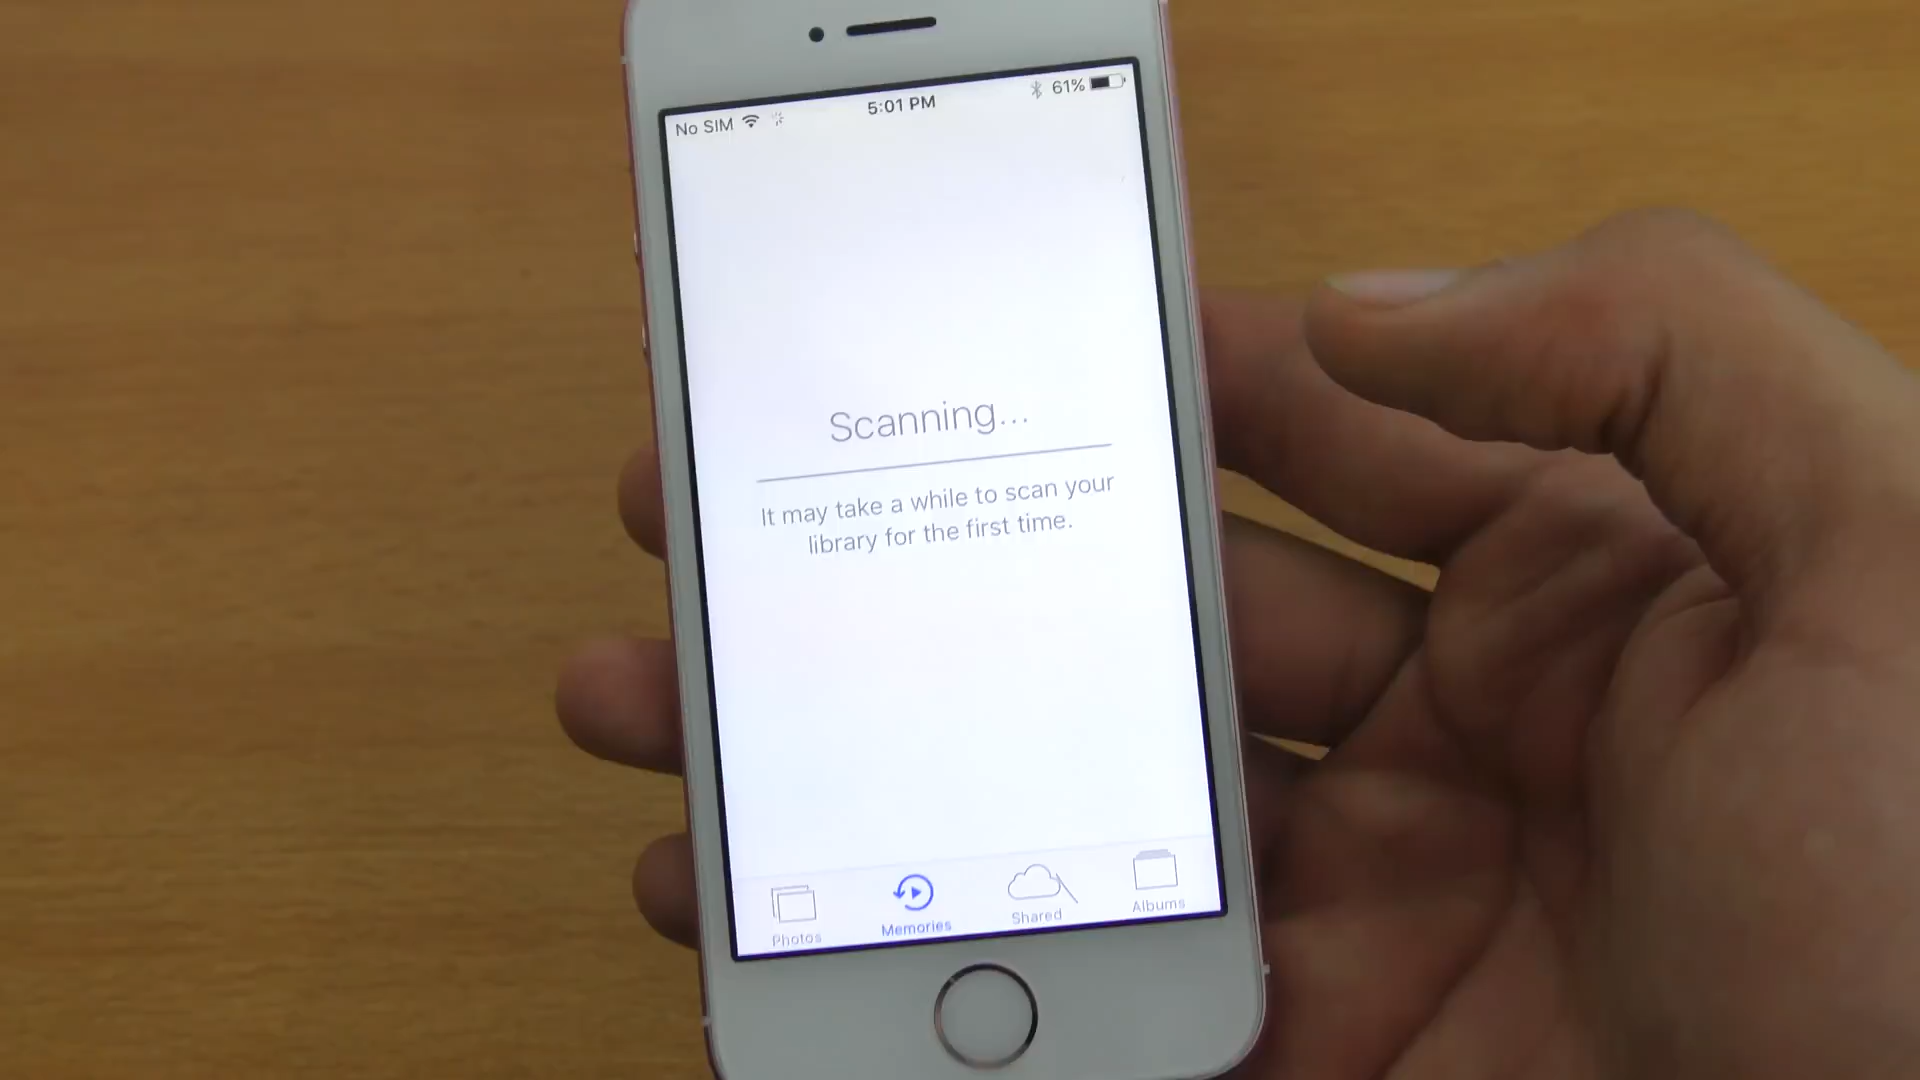 No SIM 5:01 PM 61%
Scanning...
It may take a while to scan your
library for the first time.
Photos Memories Shared Albums